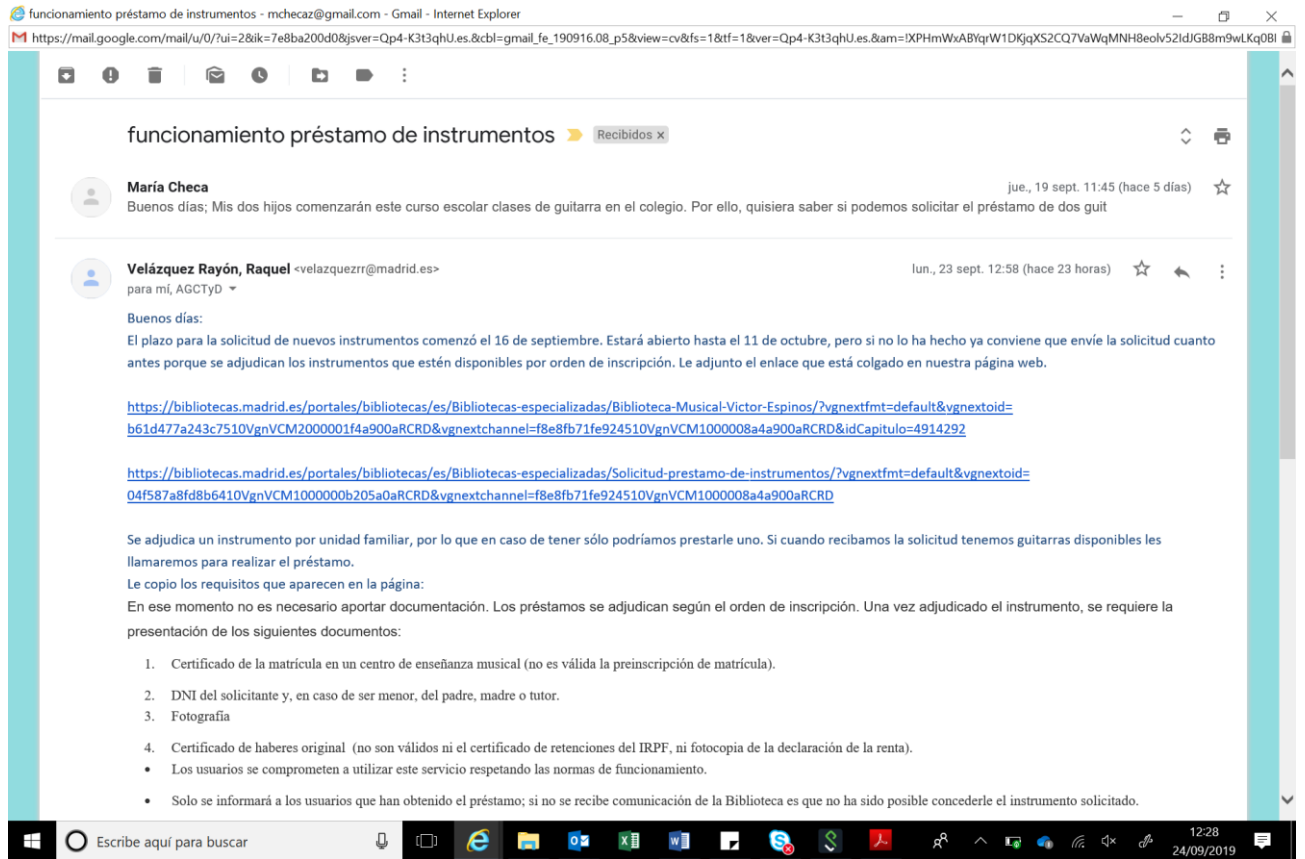 funcionamiento préstamo de instrumentos - mchecaz@gmail.com - Gmail - Internet Explorer
https://mail.google.com/mail/u/0/?ui=2&ik=7e8ba200d0&jsver=Qp4-K3t3qhU.es.&cbl=gmail_fe_190916.08_p5&view=cv&fs=1&tf=1&ver=Qp4-K3t3qhU.es.&am=!XPHmWxABYqrW1DKjqXS2CQ7VaWqMNH8eolv52IdJGB8m9wLKq0Bl
funcionamiento préstamo de instrumentos Recibidos x
María Checa jue., 19 sept. 11:45 (hace 5 días)
Buenos días; Mis dos hijos comenzarán este curso escolar clases de guitarra en el colegio. Por ello, quisiera saber si podemos solicitar el préstamo de dos guit
Velázquez Rayón, Raquel <velazquezrr@madrid.es> lun., 23 sept. 12:58 (hace 23 horas)
para mí, AGCTyD
Buenos días:
El plazo para la solicitud de nuevos instrumentos comenzó el 16 de septiembre. Estará abierto hasta el 11 de octubre, pero si no lo ha hecho ya conviene que envíe la solicitud cuanto
antes porque se adjudican los instrumentos que estén disponibles por orden de inscripción. Le adjunto el enlace que está colgado en nuestra página web.
https://bibliotecas.madrid.es/portales/bibliotecas/es/Bibliotecas-especializadas/Biblioteca-Musical-Victor-Espinos/?vgnextfmt=default&vgnextoid=
b61d477a243c7510VgnVCM2000001f4a900aRCRD&vgnextchannel=f8e8fb71fe924510VgnVCM1000008a4a900aRCRD&idCapitulo=4914292
https://bibliotecas.madrid.es/portales/bibliotecas/es/Bibliotecas-especializadas/Solicitud-prestamo-de-instrumentos/?vgnextfmt=default&vgnextoid=
04f587a8fd8b6410VgnVCM1000000b205a0aRCRD&vgnextchannel=f8e8fb71fe924510VgnVCM1000008a4a900aRCRD
Se adjudica un instrumento por unidad familiar, por lo que en caso de tener sólo podríamos prestarle uno. Si cuando recibamos la solicitud tenemos guitarras disponibles les
llamaremos para realizar el préstamo.
Le copio los requisitos que aparecen en la página:
En ese momento no es necesario aportar documentación. Los préstamos se adjudican según el orden de inscripción. Una vez adjudicado el instrumento, se requiere la
presentación de los siguientes documentos:
1. Certificado de la matrícula en un centro de enseñanza musical (no es válida la preinscripción de matrícula).
2. DNI del solicitante y, en caso de ser menor, del padre, madre o tutor.
3. Fotografía
4. Certificado de haberes original (no son válidos ni el certificado de retenciones del IRPF, ni fotocopia de la declaración de la renta).
• Los usuarios se comprometen a utilizar este servicio respetando las normas de funcionamiento.
• Solo se informará a los usuarios que han obtenido el préstamo; si no se recibe comunicación de la Biblioteca es que no ha sido posible concederle el instrumento solicitado.
Escribe aquí para buscar
12:28
24/09/2019